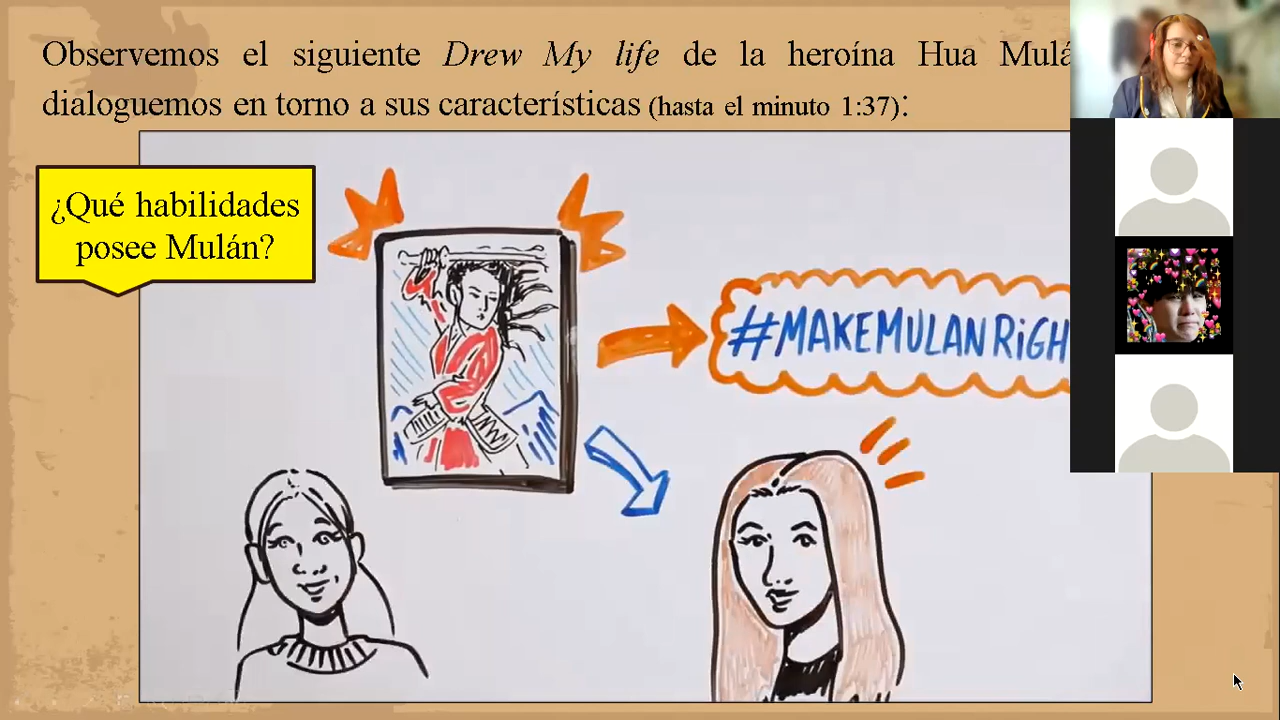 Observemos el siguiente Drew My life de la heroína Hua Mulá
dialoguemos en torno a sus características (hasta el minuto 1:37):
¿Qué habilidades
posee Mulán?
#MAKEMULANRiGH